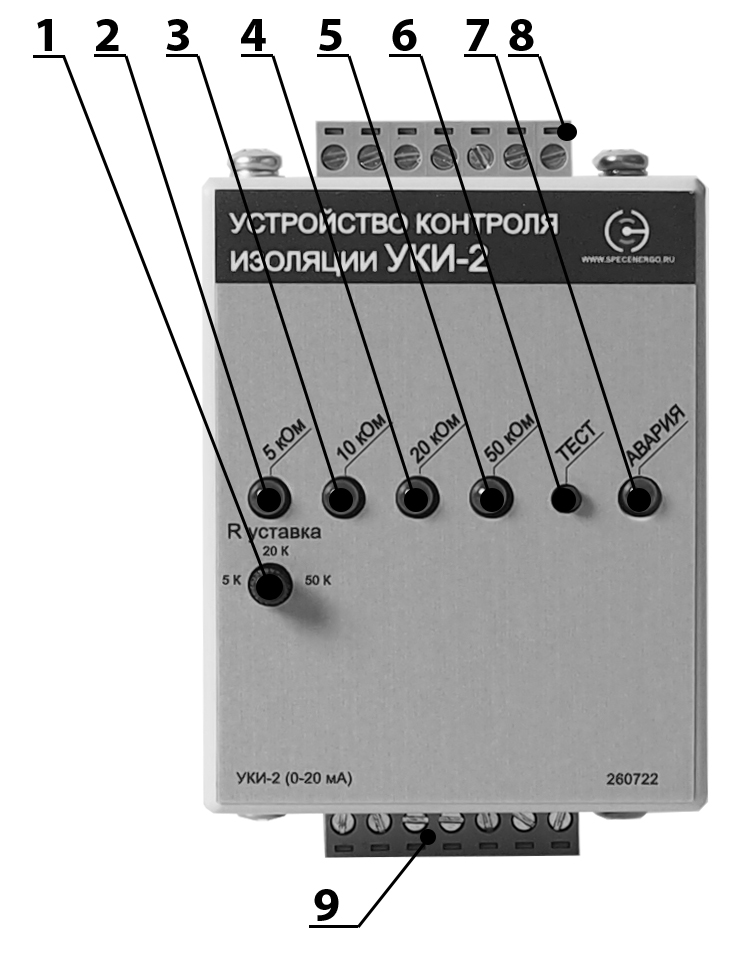 1 2 3 4 5 6 7 8
УСТРОЙСТВО КОНТРОЛЯ
ИЗОЛЯЦИИ УКИ-2
WWW.SPECENERGO.RU
5 кОм 10 кОм 20 кОм 50 кОм ТЕСТ АВАРИЯ
R уставка
20 К
5 К 50 К
УКИ-2 (0-20 мА) 260722
9